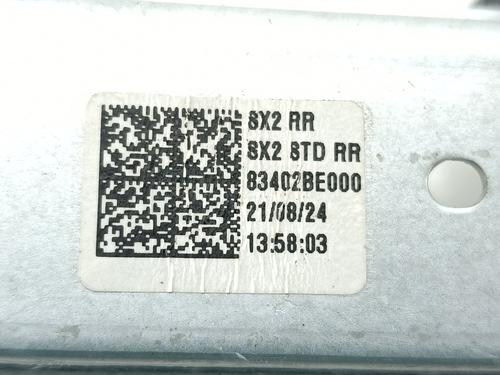 SX2 RR
SX2 STD RR
83402BE000
21/08/24
13:58:03